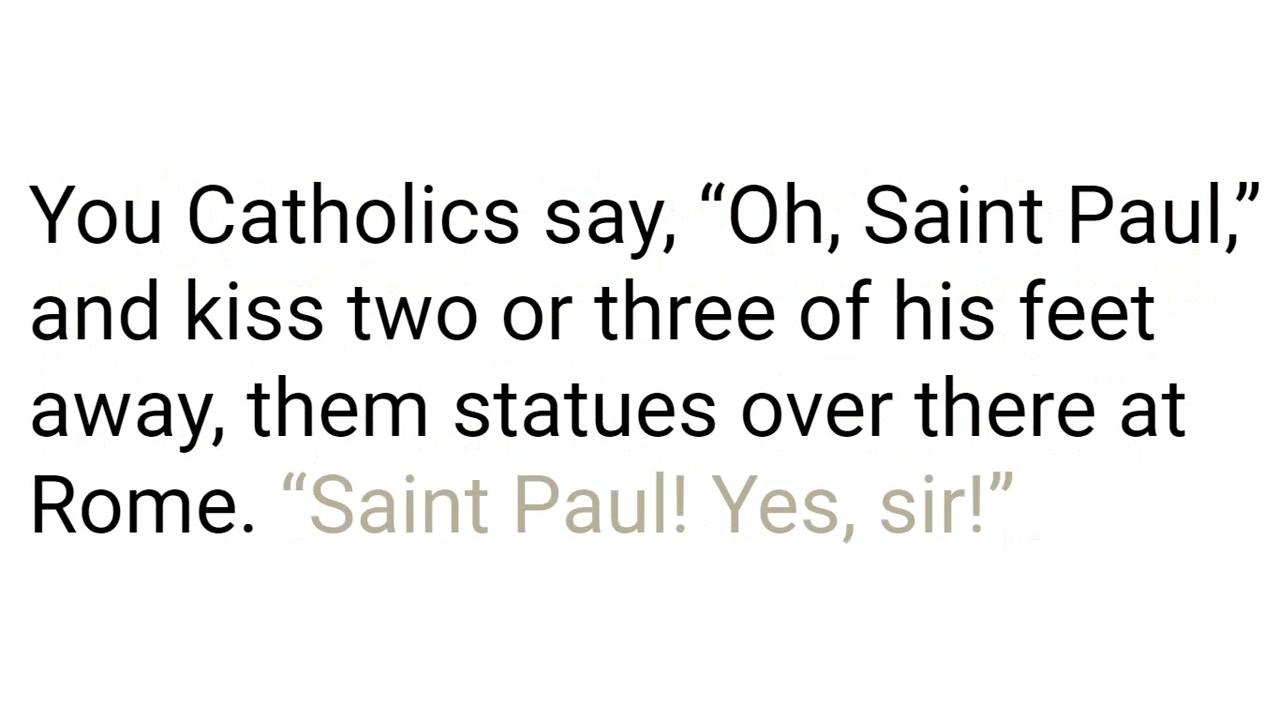 You Catholics say, “Oh, Saint Paul,”
and kiss two or three of his feet
away, them statues over there at
Rome. “Saint Paul! Yes, sir!”